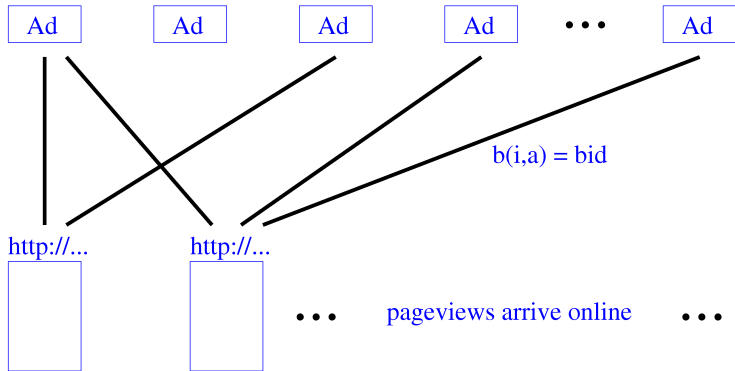 Ad Ad Ad Ad ... Ad
b(i,a) = bid
http://... http://...
... pageviews arrive online ...